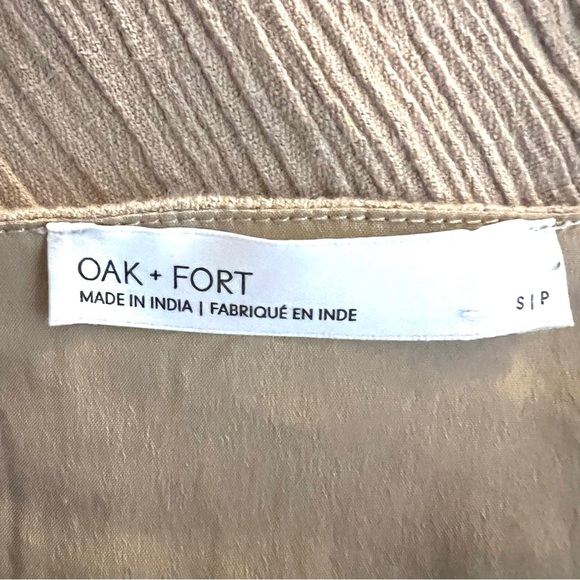 OAK + FORT
MADE IN INDIA | FABRIQUÉ EN INDE
S | P